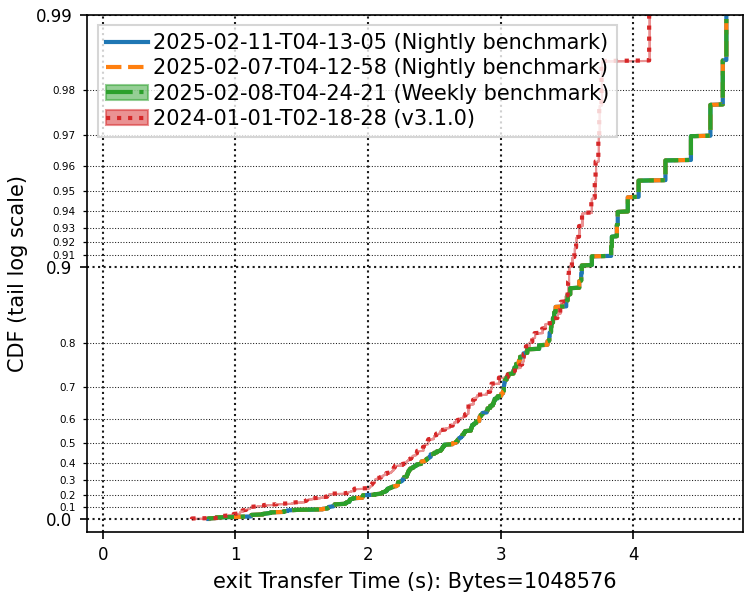 0.99
2025-02-11-T04-13-05 (Nightly benchmark)
2025-02-07-T04-12-58 (Nightly benchmark)
2025-02-08-T04-24-21 (Weekly benchmark)
2024-01-01-T02-18-28 (v3.1.0)
0.98
0.97
0.96
0.95
0.94
0.93
0.92
0.91
0.9
0.8
0.7
0.6
0.5
0.4
0.3
0.2
0.1
0.0
CDF (tail log scale)
0 1 2 3 4
exit Transfer Time (s): Bytes=1048576